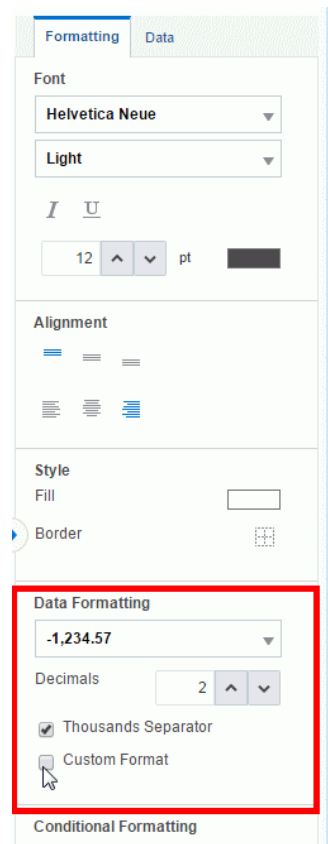 Formatting Data
Font
Helvetica Neue
Light
I U
12 pt
Alignment
Style
Fill
Border
Data Formatting
-1,234.57
Decimals 2
Thousands Separator
Custom Format
Conditional Formatting